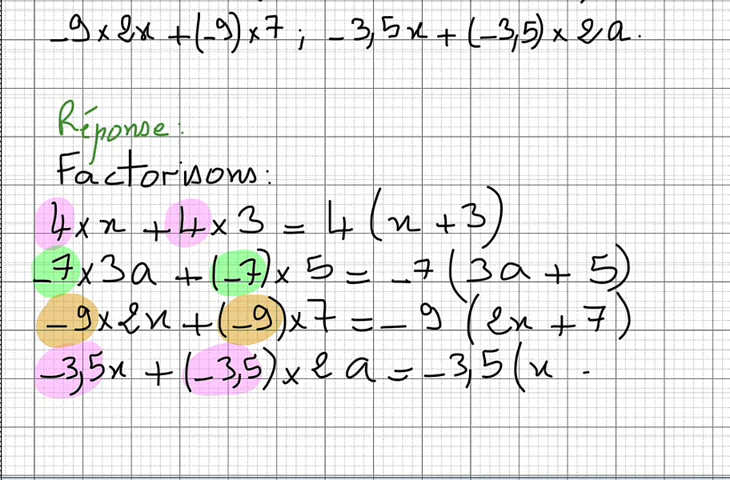 -9×2x+(-9)×7; -3,5x+(-3,5)×2a.
Réponse:
Factorisons:
4×x+4×3=4(x+3)
-7×3a+(-7)×5=-7(3a+5)
-9×2x+(-9)×7=-9(2x+7)
-3,5x+(-3,5)×2a=-3,5(x -